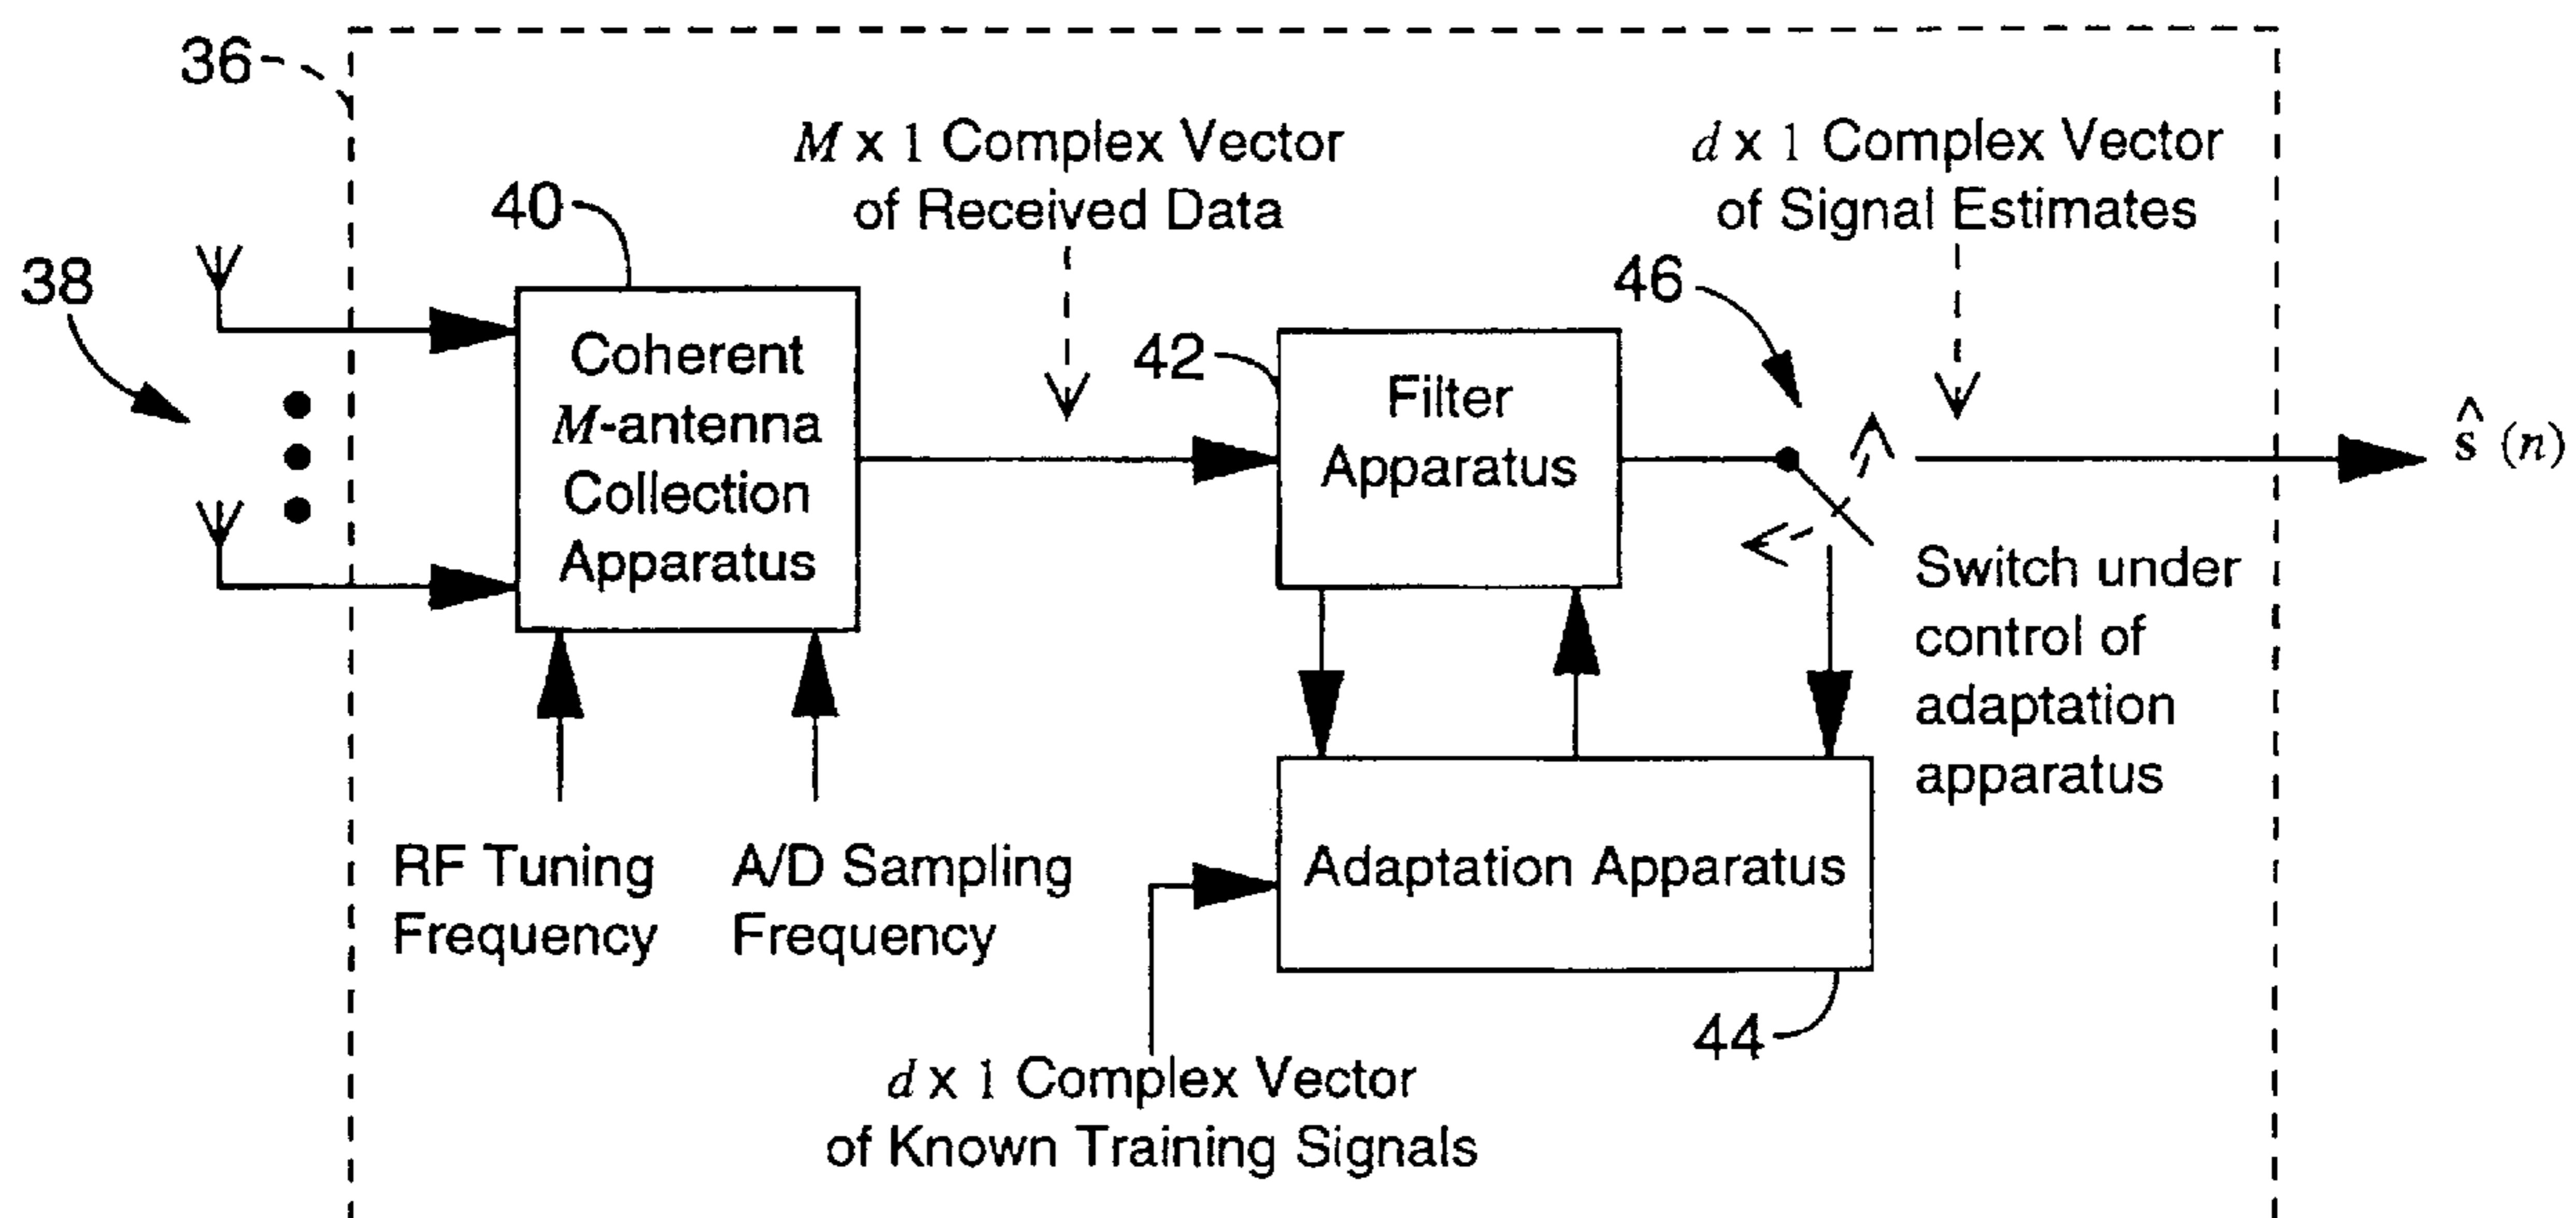 36
M x 1 Complex Vector
of Received Data
d x 1 Complex Vector
of Signal Estimates
40
38
46
42
Coherent
M-antenna
Collection
Apparatus
Filter
Apparatus
ŝ (n)
Switch under
control of
adaptation
apparatus
RF Tuning
Frequency
A/D Sampling
Frequency
Adaptation Apparatus
44
d x 1 Complex Vector
of Known Training Signals